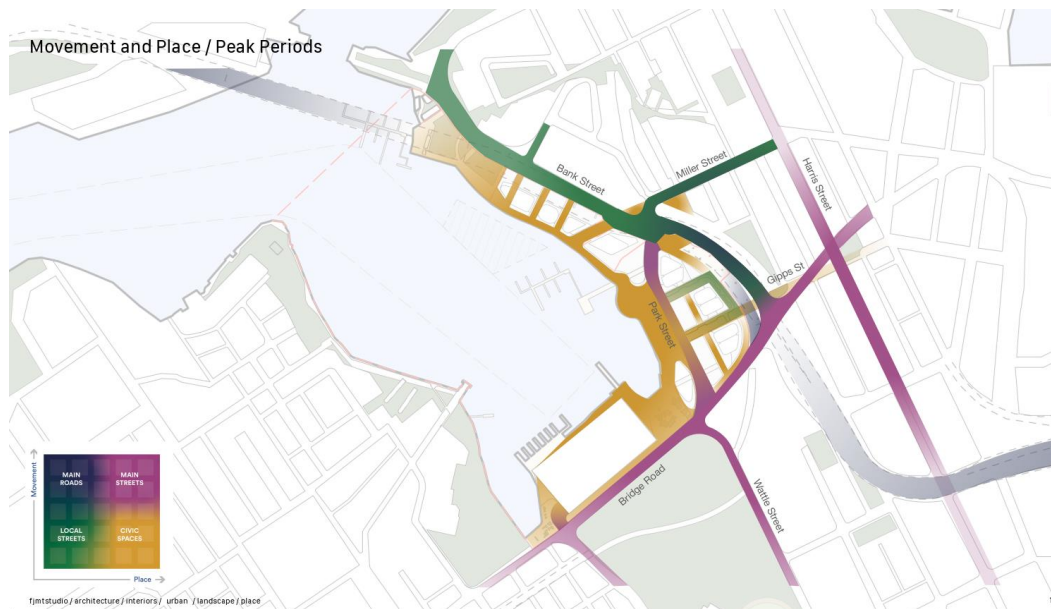 Movement and Place / Peak Periods
Bank Street
Miller Street
Harris Street
Gipps St
Park Street
Bridge Road
Wattle Street
Movement
MAIN ROADS
MAIN STREETS
LOCAL STREETS
CIVIC SPACES
Place
fjmtstudio / architecture / interiors / urban / landscape / place